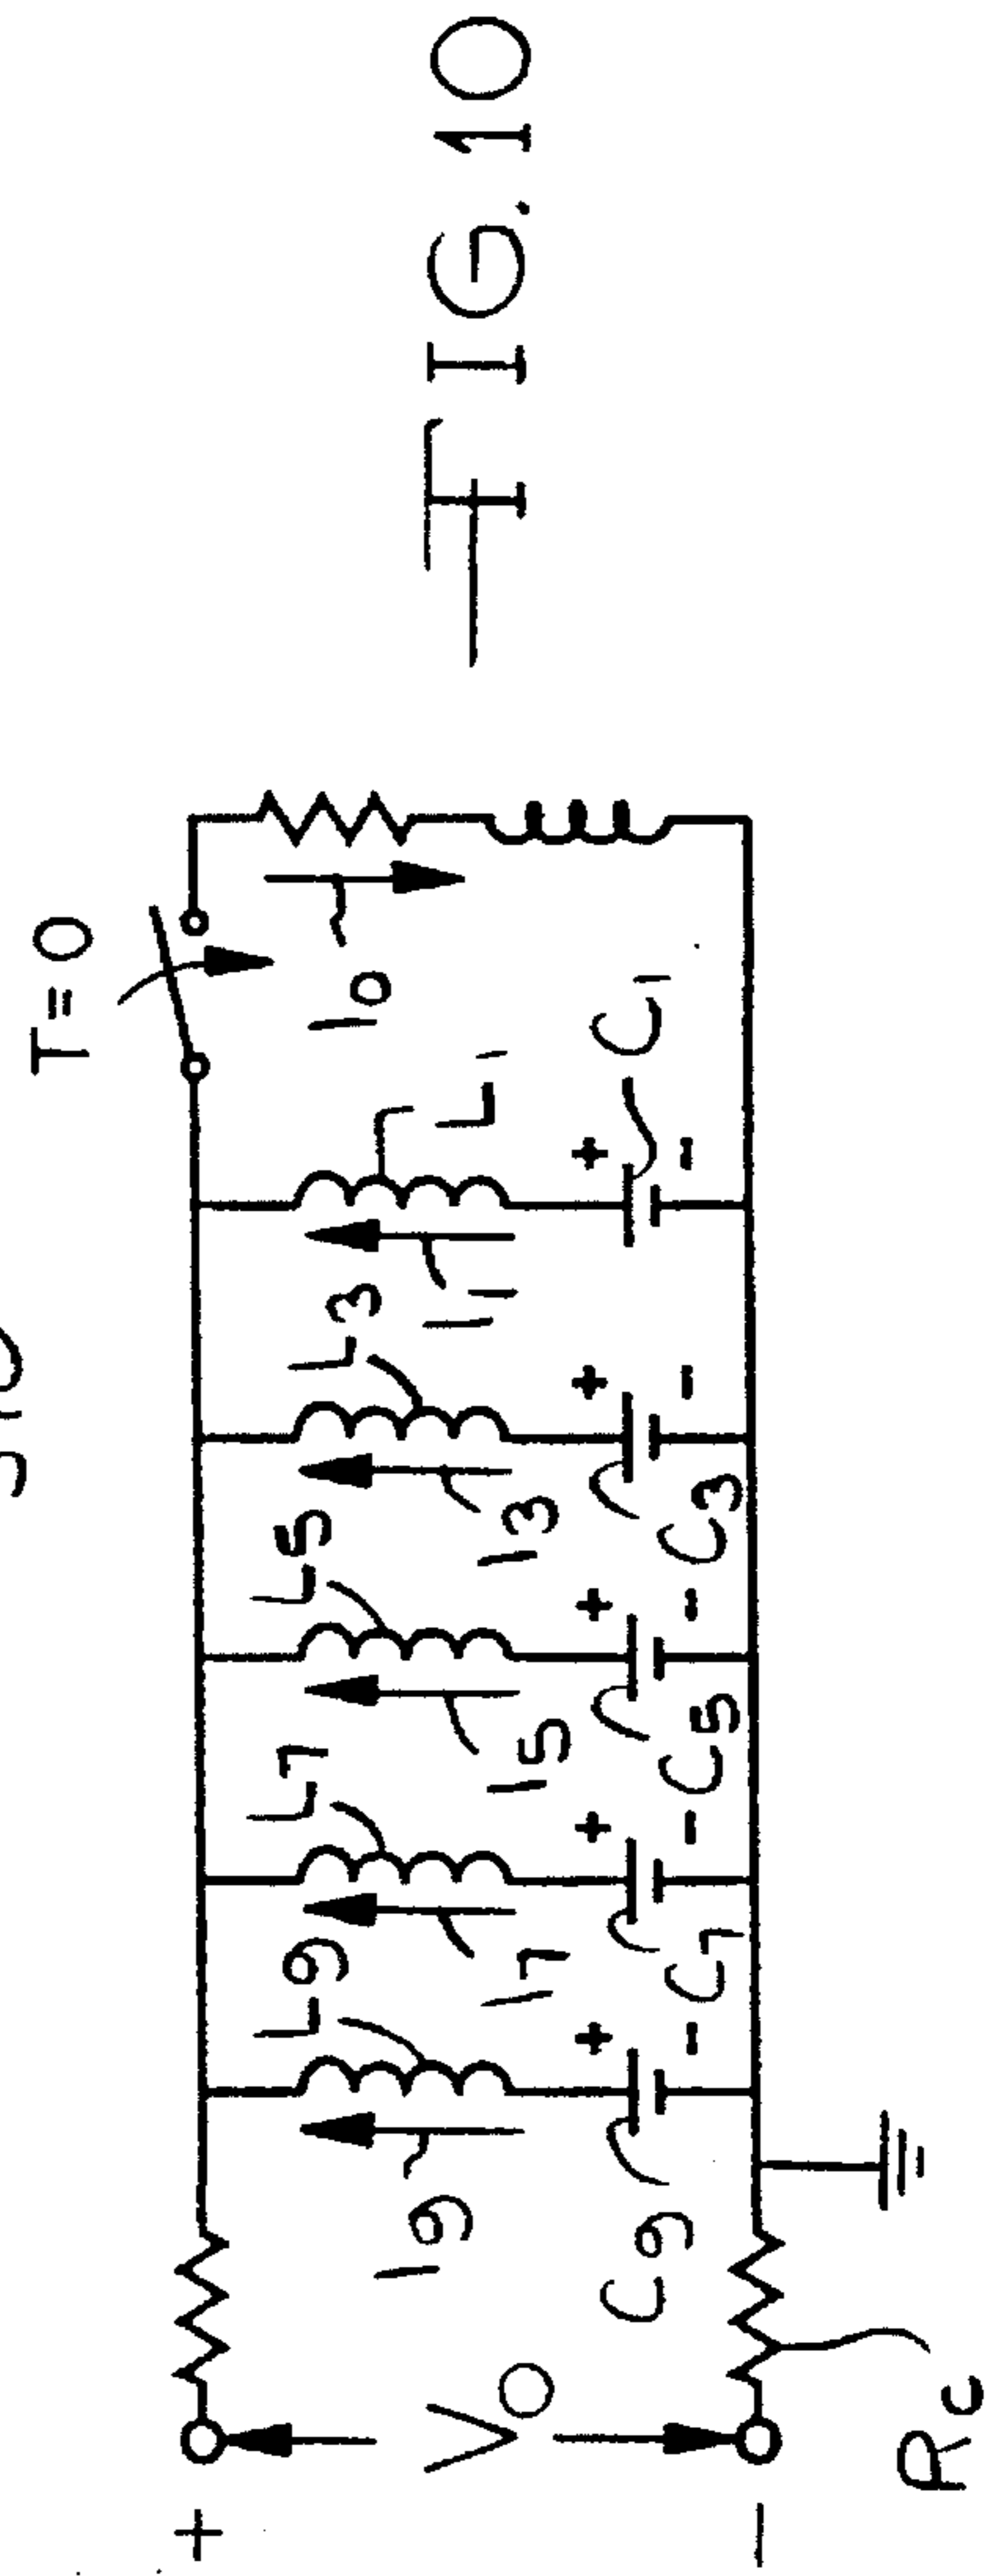 T=0
+
V0
-
Rc
L9
L7
L5
L3
L1
I9
I7
I5
I3
I1
I0
C9
C7
C5
C3
C1
+
-
+
-
+
-
+
-
+
-
FIG.10